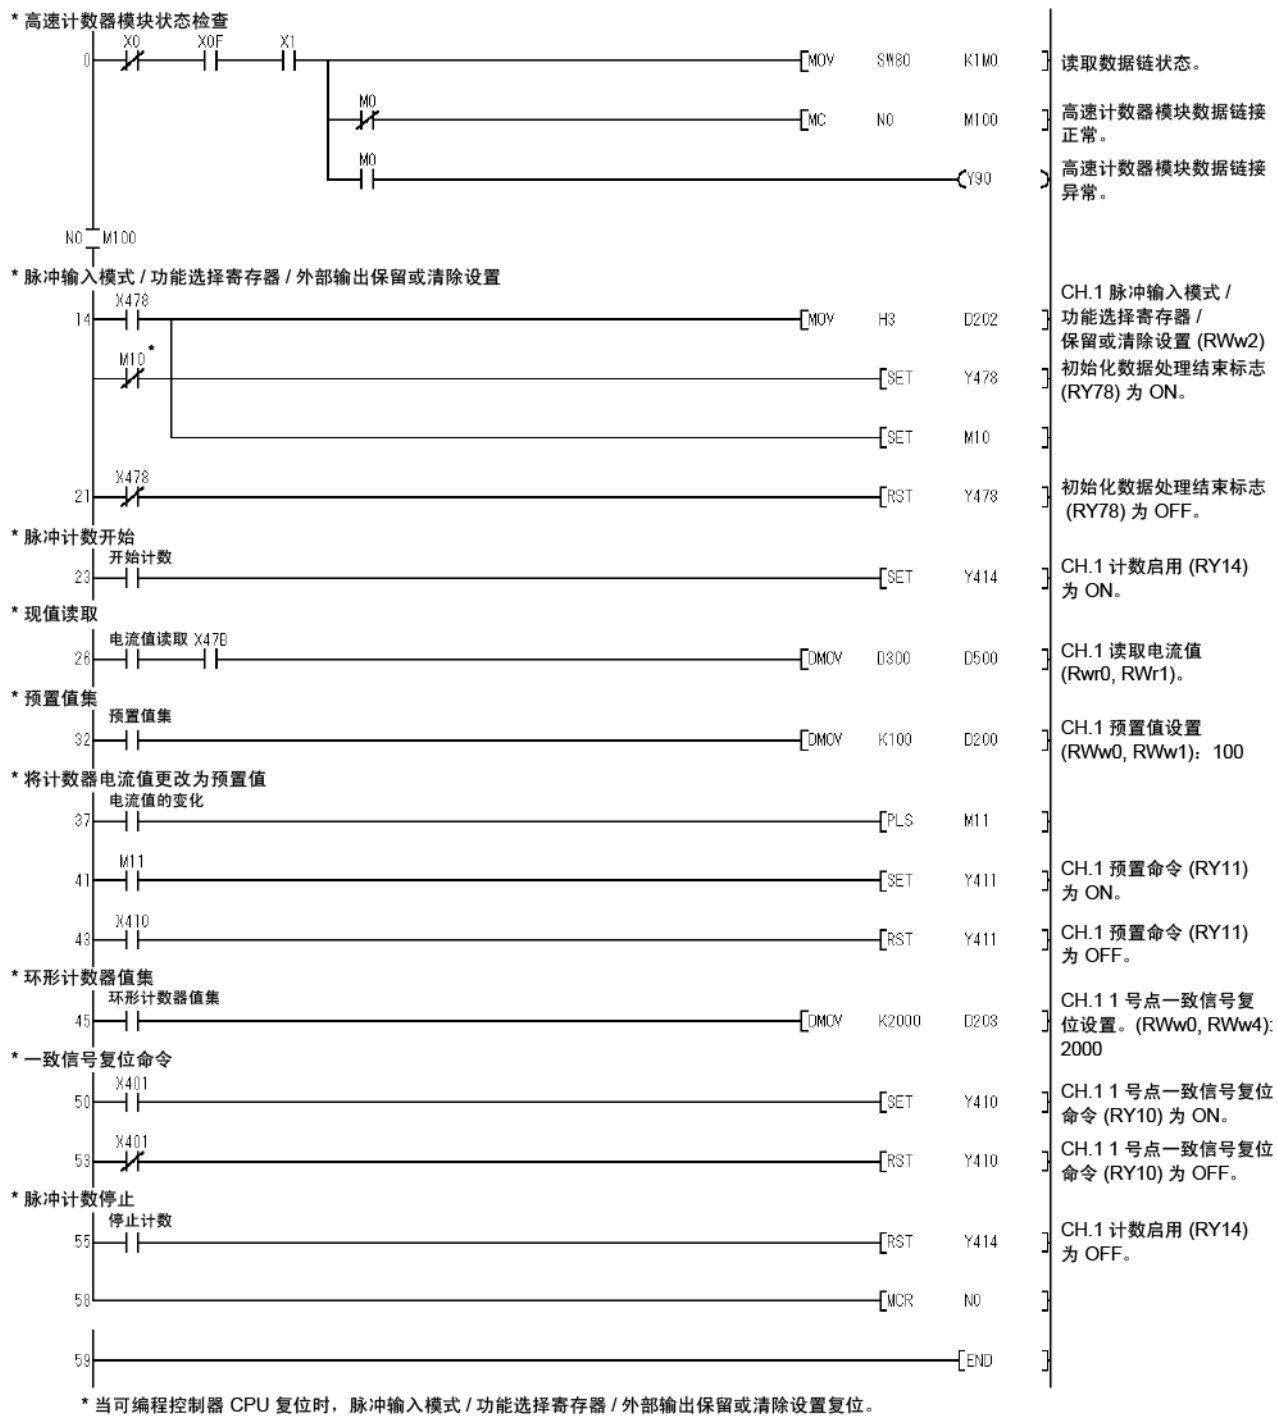 * 高速计数器模块状态检查
X0 X0F X1
0 MOV SW80 K1M0 读取数据链状态。
M0
MC N0 M100 高速计数器模块数据链接
正常。
M0
Y90 高速计数器模块数据链接
异常。
N0 M100
* 脉冲输入模式 / 功能选择寄存器 / 外部输出保留或清除设置
X478
14 MOV H3 D202 CH.1 脉冲输入模式 /
功能选择寄存器 /
保留或清除设置 (RWw2)
M10 *
SET Y478 初始化数据处理结束标志
(RY78) 为 ON。
SET M10
X478
21 RST Y478 初始化数据处理结束标志
(RY78) 为 OFF。
* 脉冲计数开始
开始计数
23 SET Y414 CH.1 计数启用 (RY14)
为 ON。
* 现值读取
电流值读取 X47B
26 DMOV D300 D500 CH.1 读取电流值
(Rwr0, RWr1)。
* 预置值集
预置值集
32 DMOV K100 D200 CH.1 预置值设置
(RWw0, RWw1)：100
* 将计数器电流值更改为预置值
电流值的变化
37 PLS M11
M11
41 SET Y411 CH.1 预置命令 (RY11)
为 ON。
X410
43 RST Y411 CH.1 预置命令 (RY11)
为 OFF。
* 环形计数器值集
环形计数器值集
45 DMOV K2000 D203 CH.1 1 号点一致信号复
位设置。(RWw0, RWw4):
2000
* 一致信号复位命令
X401
50 SET Y410 CH.1 1 号点一致信号复位
命令 (RY10) 为 ON。
X401
53 RST Y410 CH.1 1 号点一致信号复位
命令 (RY10) 为 OFF。
* 脉冲计数停止
停止计数
55 RST Y414 CH.1 计数启用 (RY14)
为 OFF。
58 MCR N0
59 END
* 当可编程控制器 CPU 复位时，脉冲输入模式 / 功能选择寄存器 / 外部输出保留或清除设置复位。